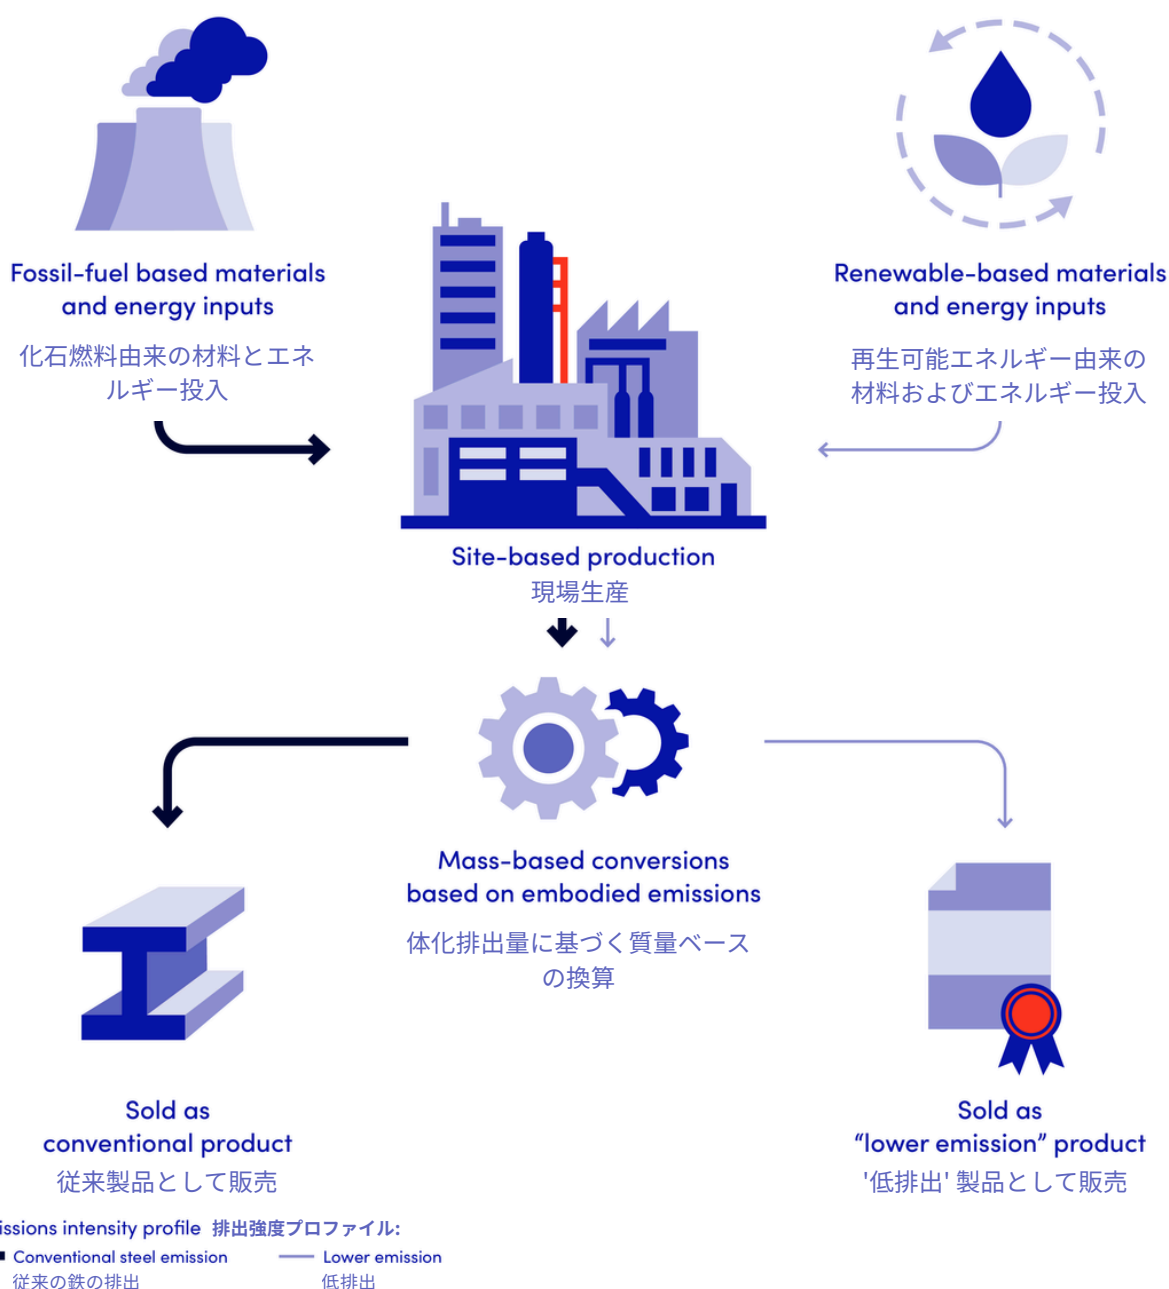 Fossil-fuel based materials
and energy inputs
化石燃料由来の材料とエネ
ルギー投入
Renewable-based materials
and energy inputs
再生可能エネルギー由来の
材料およびエネルギー投入
Site-based production
現場生産
Mass-based conversions
based on embodied emissions
体化排出量に基づく質量ベース
の換算
Sold as
conventional product
従来製品として販売
Sold as
“lower emission” product
'低排出' 製品として販売
issions intensity profile 排出強度プロファイル:
Conventional steel emission
従来の鉄の排出
Lower emission
低排出